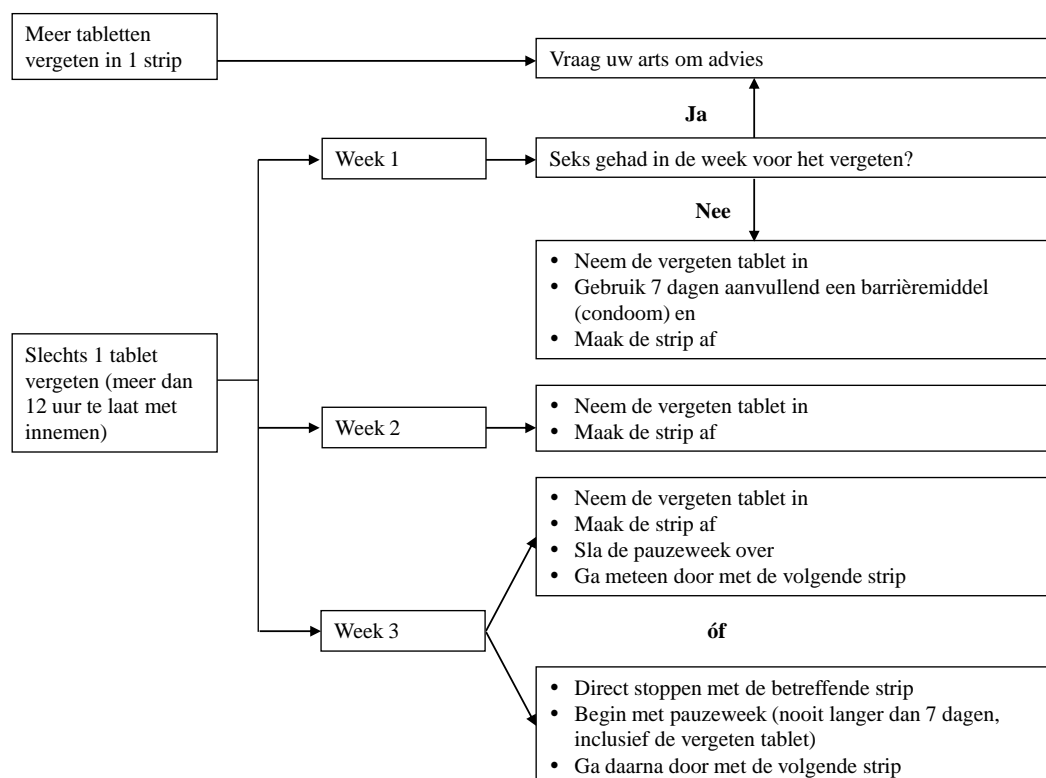 Meer tabletten
vergeten in 1 strip
Vraag uw arts om advies
Ja
Week 1
Seks gehad in de week voor het vergeten?
Nee
• Neem de vergeten tablet in
• Gebruik 7 dagen aanvullend een barrièremiddel
(condoom) en
• Maak de strip af
Slechts 1 tablet
vergeten (meer dan
12 uur te laat met
innemen)
Week 2
• Neem de vergeten tablet in
• Maak de strip af
• Neem de vergeten tablet in
• Maak de strip af
• Sla de pauzeweek over
• Ga meteen door met de volgende strip
Week 3
óf
• Direct stoppen met de betreffende strip
• Begin met pauzeweek (nooit langer dan 7 dagen,
inclusief de vergeten tablet)
• Ga daarna door met de volgende strip